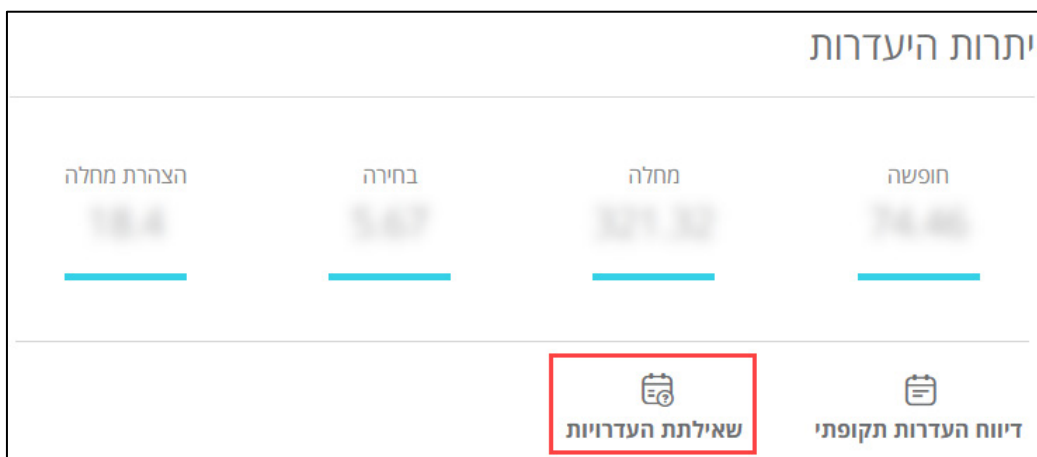 יתרות היעדרות
חופשה מחלה בחירה הצהרת מחלה
דיווח העדרות תקופתי שאילתת העדרויות